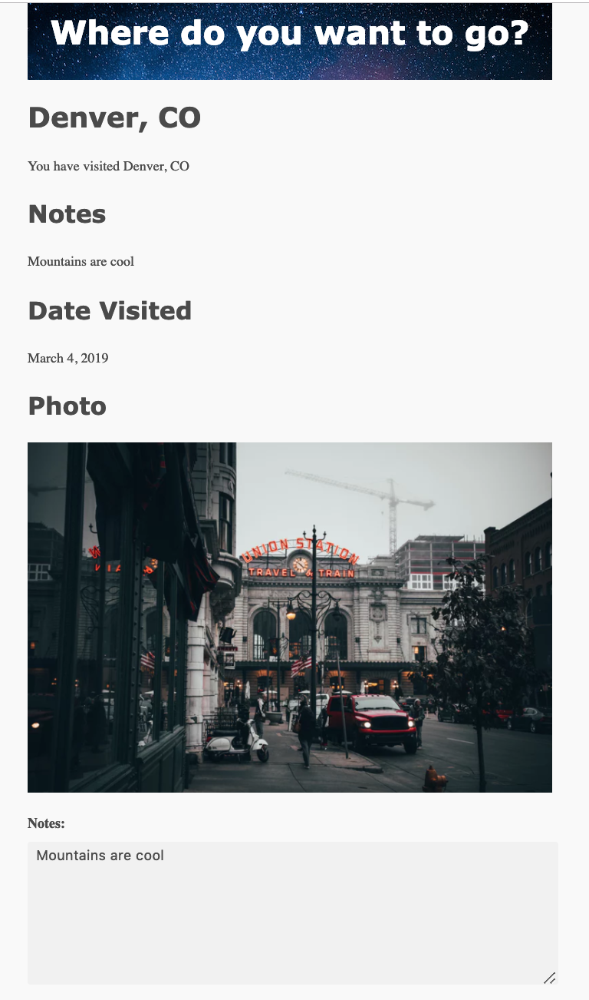 Where do you want to go?
Denver, CO
You have visited Denver, CO
Notes
Mountains are cool
Date Visited
March 4, 2019
Photo
UNION STATION
TRAVEL by TRAIN
Notes:
Mountains are cool